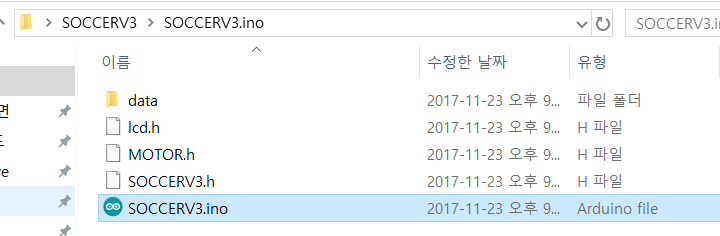 SOCCERV3 > SOCCERV3.ino
SOCCERV3.i
이름 수정한 날짜 유형
data 2017-11-23 오후 9... 파일 폴더
lcd.h 2017-11-23 오후 9... H 파일
MOTOR.h 2017-11-23 오후 9... H 파일
SOCCERV3.h 2017-11-23 오후 9... H 파일
SOCCERV3.ino 2017-11-23 오후 9... Arduino file
면
드
ve